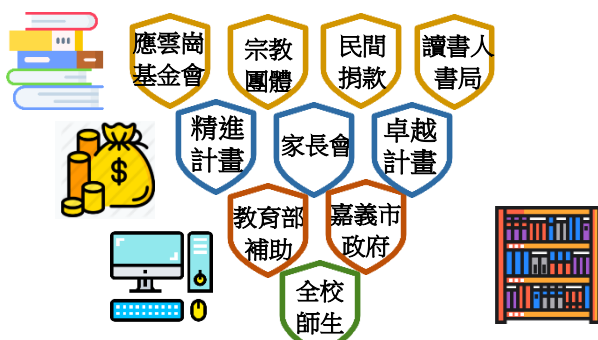 應雲崗
基金會
宗教
團體
民間
捐款
讀書人
書局
精進
計畫
家長會
卓越
計畫
教育部
補助
嘉義市
政府
全校
師生
$